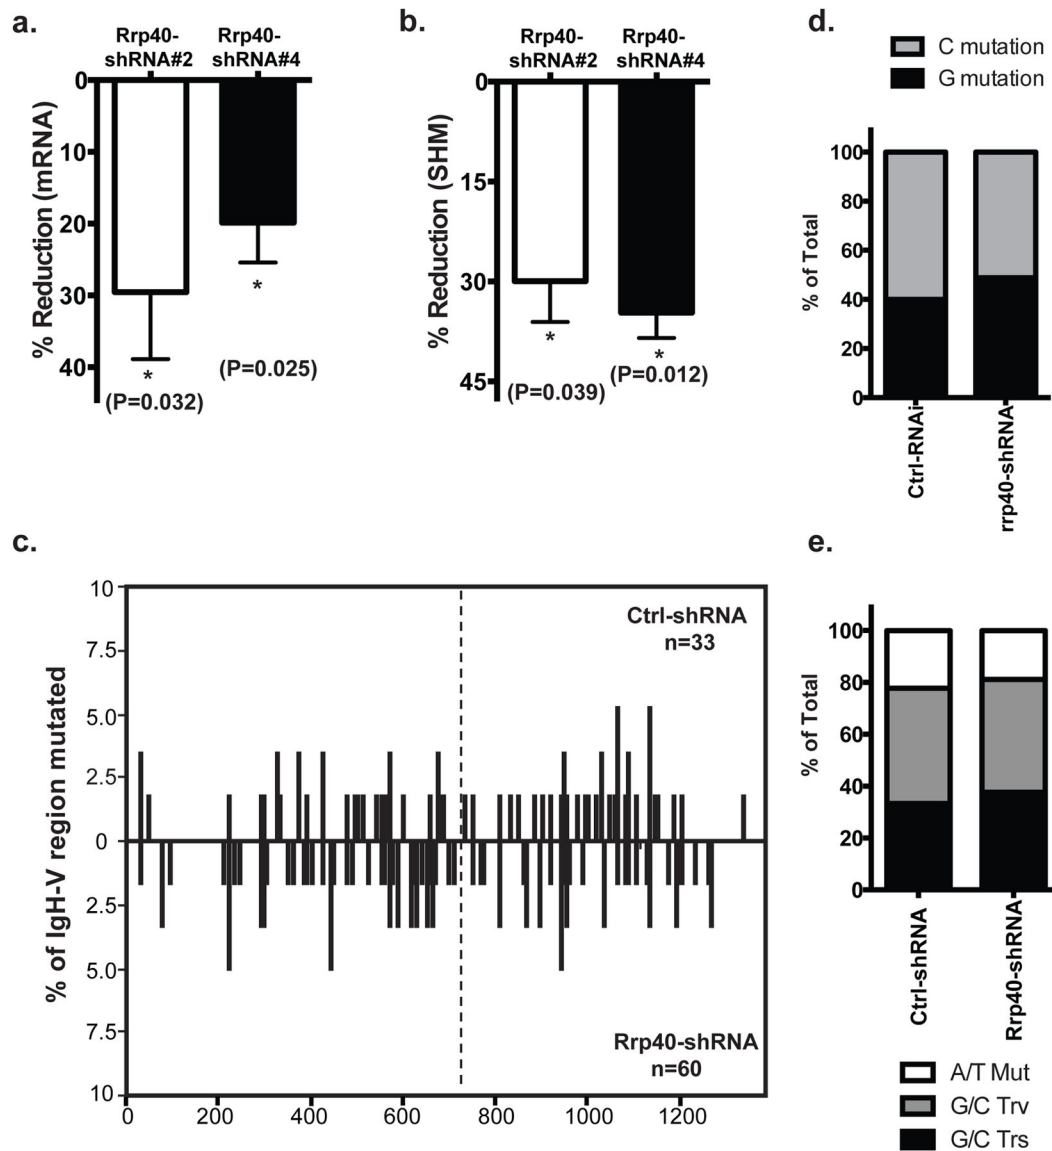 a.
Rrp40-
shRNA#2
Rrp40-
shRNA#4
% Reduction (mRNA)
0
10
20
30
40
*
(P=0.032)
*
(P=0.025)
b.
Rrp40-
shRNA#2
Rrp40-
shRNA#4
% Reduction (SHM)
0
15
30
45
*
(P=0.039)
*
(P=0.012)
d.
C mutation
G mutation
% of Total
100
80
60
40
20
0
Ctrl-RNAi
rrp40-shRNA
c.
% of IgH-V region mutated
10
7.5
5.0
2.5
0
2.5
5.0
7.5
10
Ctrl-shRNA
n=33
Rrp40-shRNA
n=60
0
200
400
600
800
1000
1200
e.
% of Total
100
80
60
40
20
0
Ctrl-shRNA
Rrp40-shRNA
A/T Mut
G/C Trv
G/C Trs